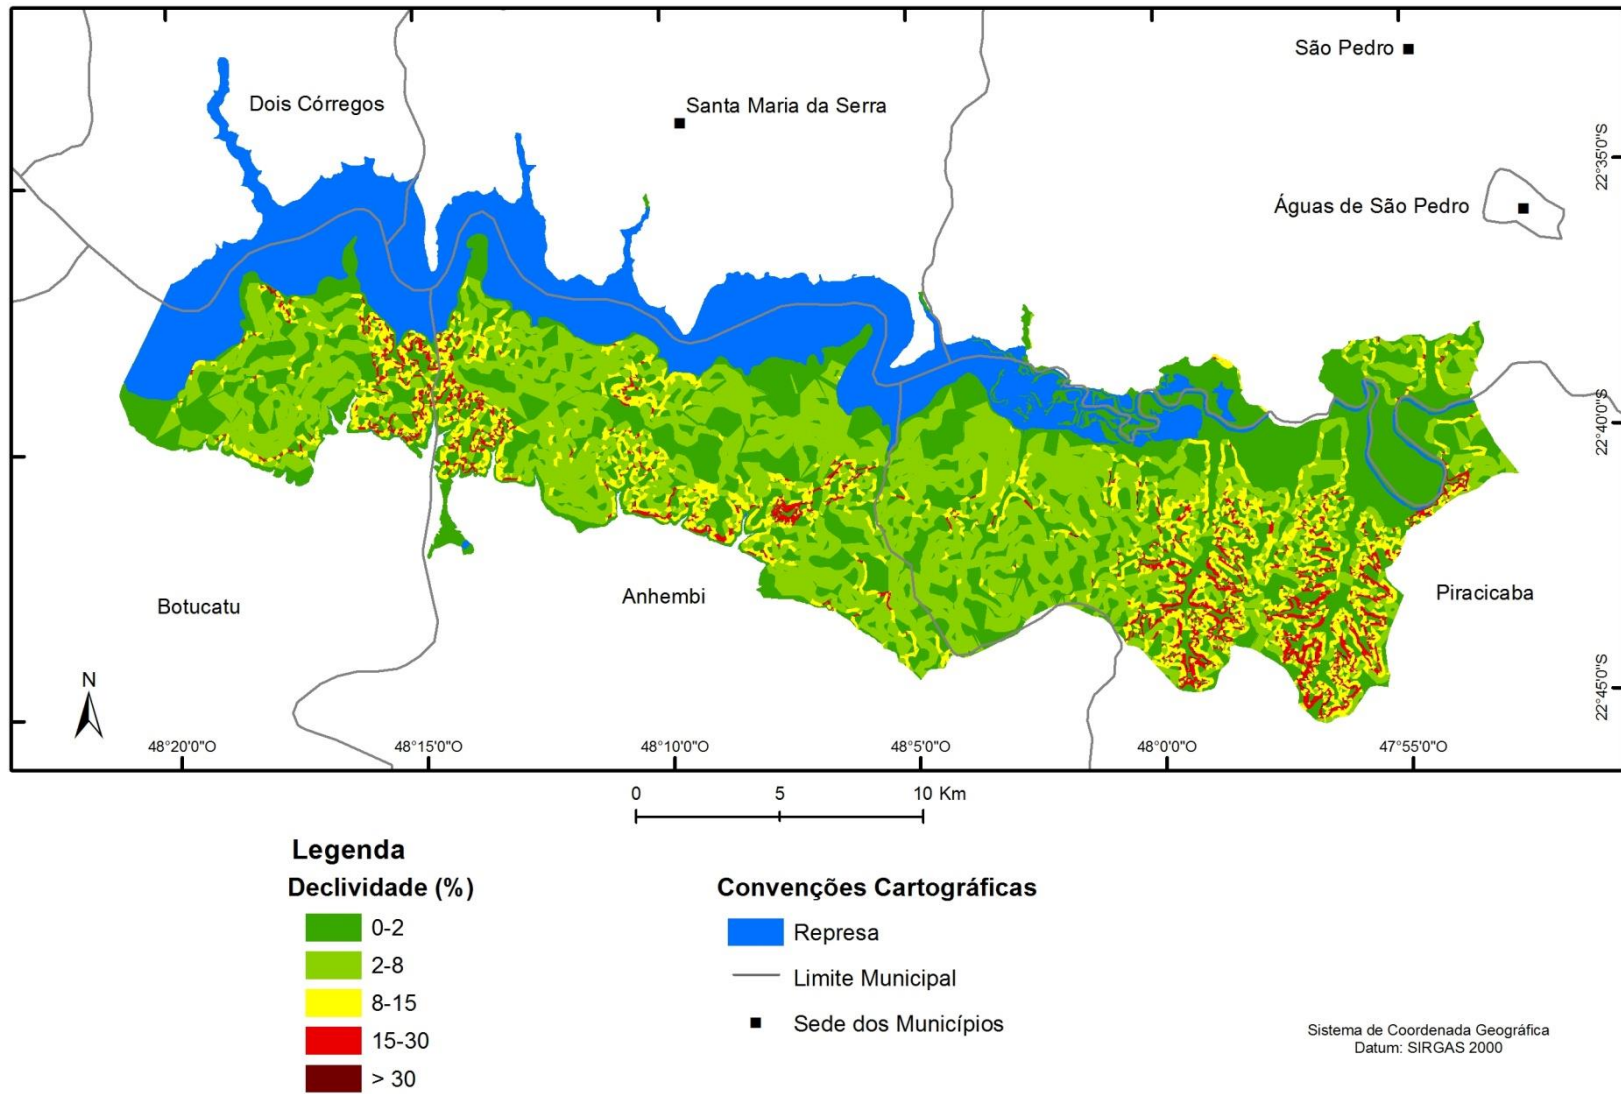 São Pedro
Dois Córregos
Santa Maria da Serra
22°35'0"S
Águas de São Pedro
22°40'0"S
Botucatu
Anhembi
Piracicaba
22°45'0"S
N
48°20'0"O
48°15'0"O
48°10'0"O
48°5'0"O
48°0'0"O
47°55'0"O
0 5 10 Km
Legenda
Declividade (%)
0-2
2-8
8-15
15-30
> 30
Convenções Cartográficas
Represa
Limite Municipal
Sede dos Municípios
Sistema de Coordenada Geográfica
Datum: SIRGAS 2000